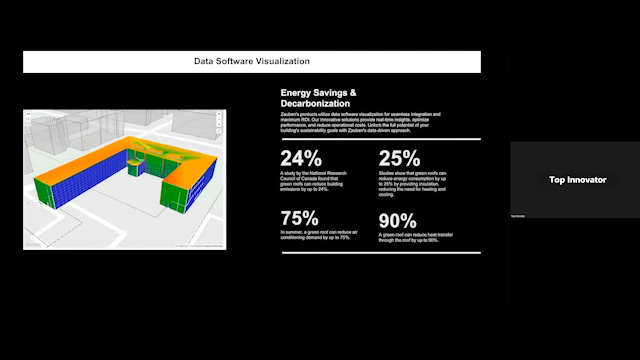 Data Software Visualization
Energy Savings &
Decarbonization
Zauben's products utilize data software visualization for seamless integration and
maximum ROI. Our innovative solutions provide real-time insights, optimize
performance, and reduce operational costs. Unlock the full potential of your
building's sustainability goals with Zauben's data-driven approach.
24%
A study by the National Research
Council of Canada found that
green roofs can reduce building
emissions by up to 24%.
25%
Studies show that green roofs can
reduce energy consumption by up
to 25% by providing insulation,
reducing the need for heating and
cooling.
75%
In summer, a green roof can reduce air
conditioning demand by up to 75%.
90%
A green roof can reduce heat transfer
through the roof by up to 90%.
Top Innovator
Top Innovator